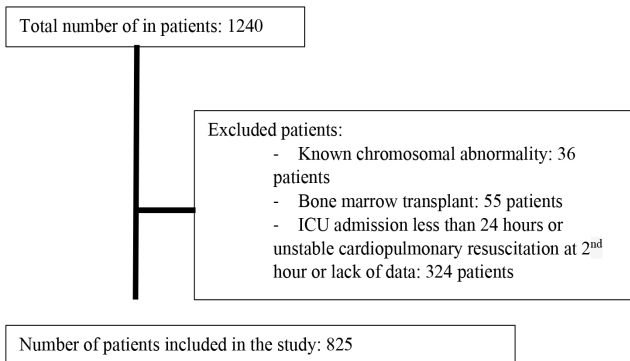 Total number of in patients: 1240
Excluded patients:
- Known chromosomal abnormality: 36
patients
- Bone marrow transplant: 55 patients
- ICU admission less than 24 hours or
unstable cardiopulmonary resuscitation at 2nd
hour or lack of data: 324 patients
Number of patients included in the study: 825